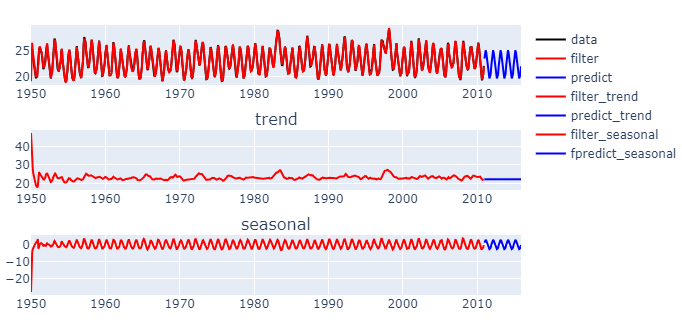 25
20
1950 1960 1970 1980 1990 2000 2010
trend
40
30
20
1950 1960 1970 1980 1990 2000 2010
seasonal
0
−10
−20
1950 1960 1970 1980 1990 2000 2010
data
filter
predict
filter_trend
predict_trend
filter_seasonal
fpredict_seasonal